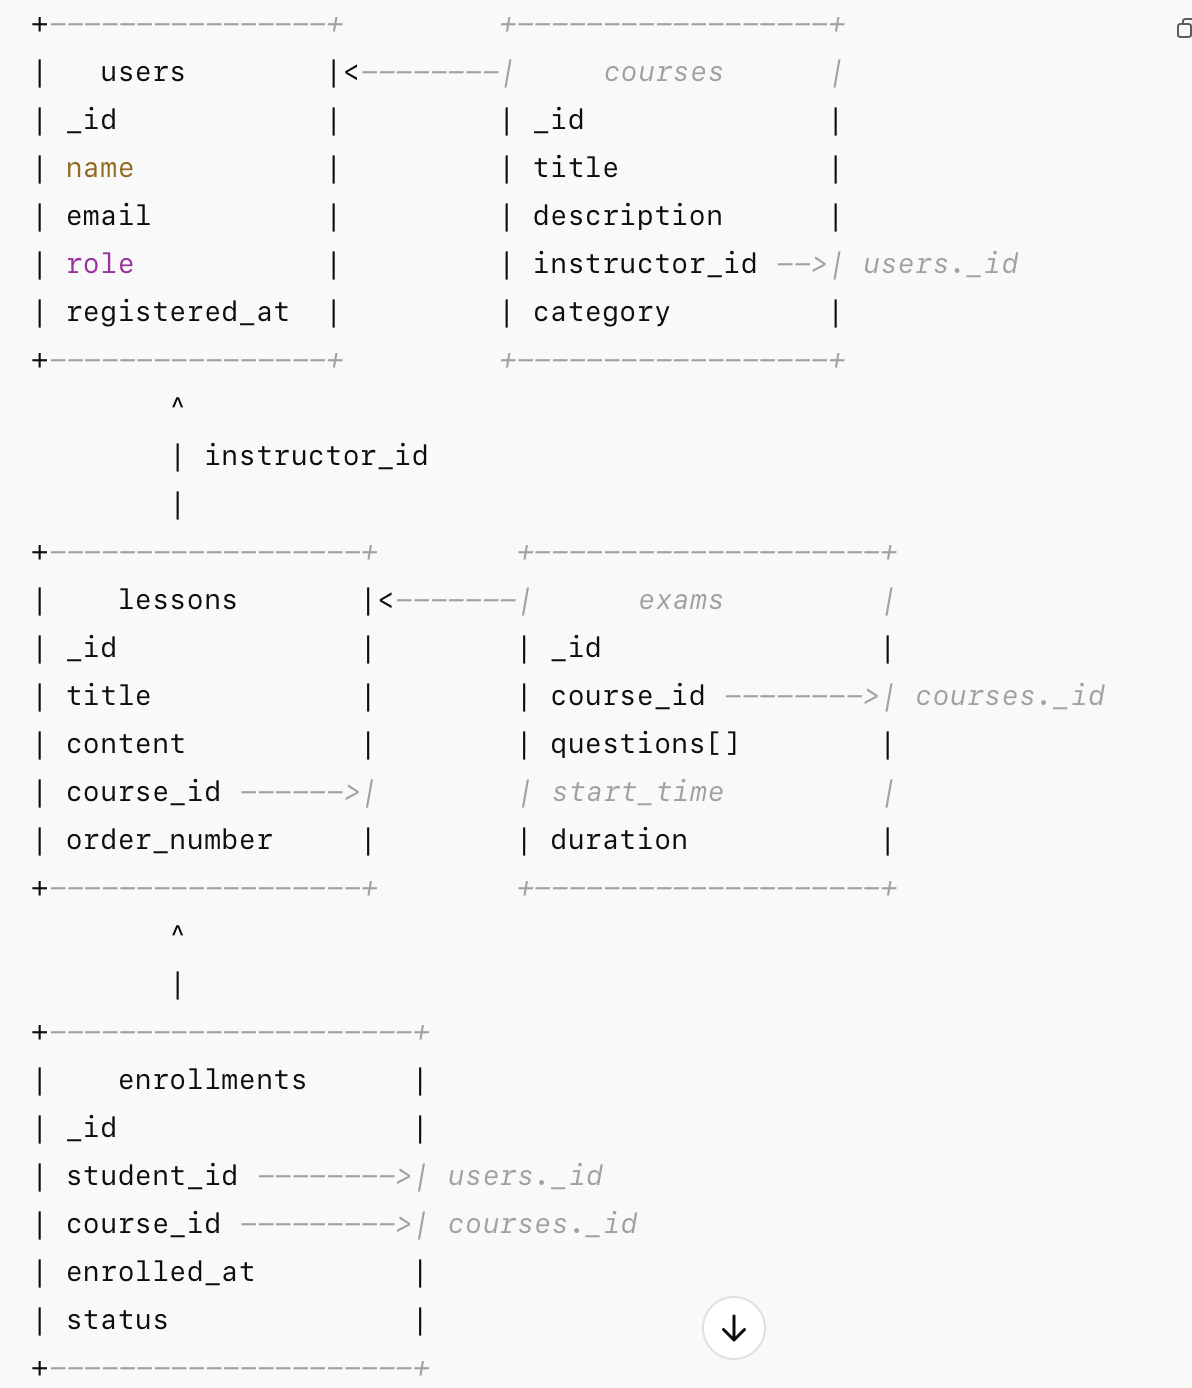 +----------------+         +------------------+
|   users        |<--------|     courses      |
| _id            |         | _id              |
| name           |         | title            |
| email          |         | description      |
| role           |         | instructor_id -->| users._id
| registered_at  |         | category         |
+----------------+         +------------------+
        ^
        | instructor_id
        |
+------------------+        +--------------------+
|    lessons       |<-------|      exams         |
| _id              |        | _id                |
| title            |        | course_id -------->| courses._id
| content          |        | questions[]        |
| course_id ------>|        | start_time         |
| order_number     |        | duration           |
+------------------+        +--------------------+
        ^
        |
+---------------------+
|    enrollments      |
| _id                 |
| student_id -------->| users._id
| course_id --------->| courses._id
| enrolled_at         |
| status              |
+---------------------+